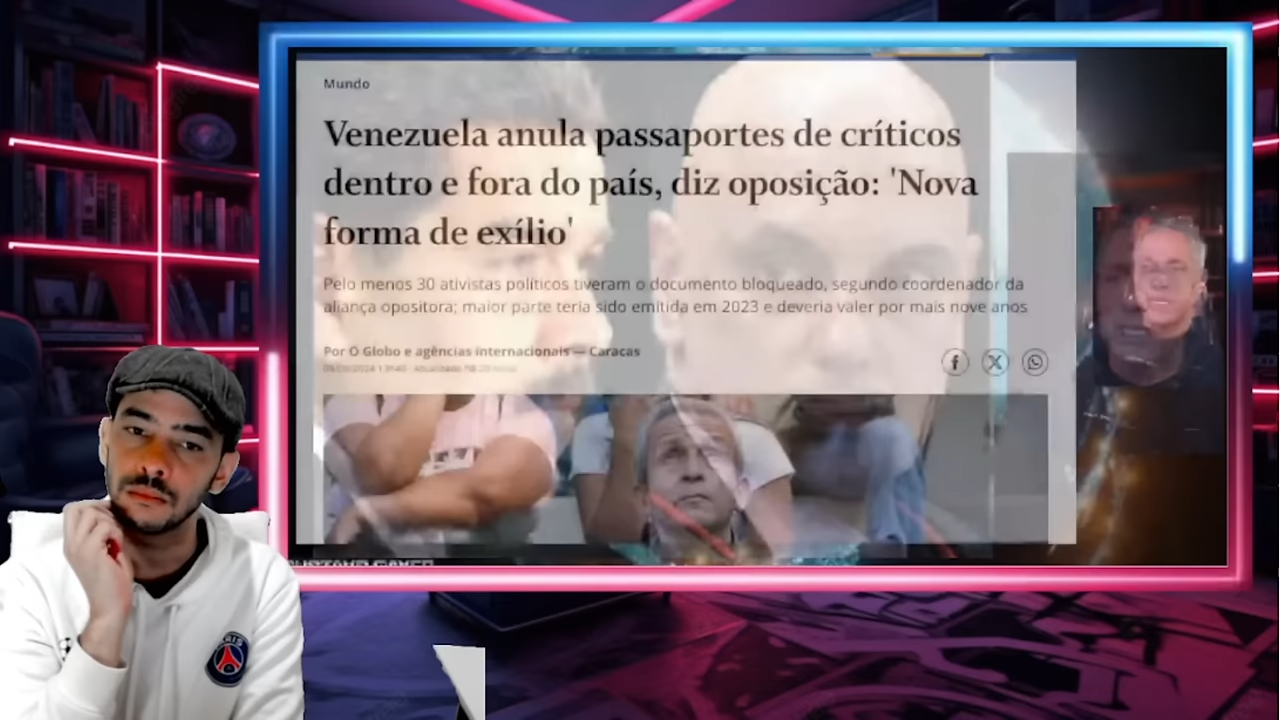 Mundo
Venezuela anula passaportes de críticos
dentro e fora do país, diz oposição: 'Nova
forma de exílio'
Pelo menos 30 ativistas políticos tiveram o documento bloqueado, segundo coordenador da
aliança opositora; maior parte teria sido emitida em 2023 e deveria valer por mais nove anos
Por O Globo e agências internacionais — Caracas
PARIS